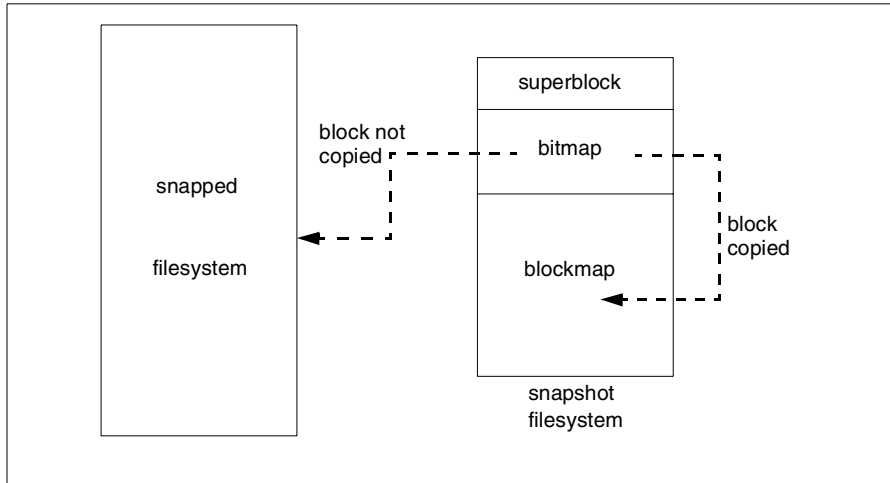 snapped
filesystem
block not
copied
superblock
bitmap
blockmap
block
copied
snapshot
filesystem